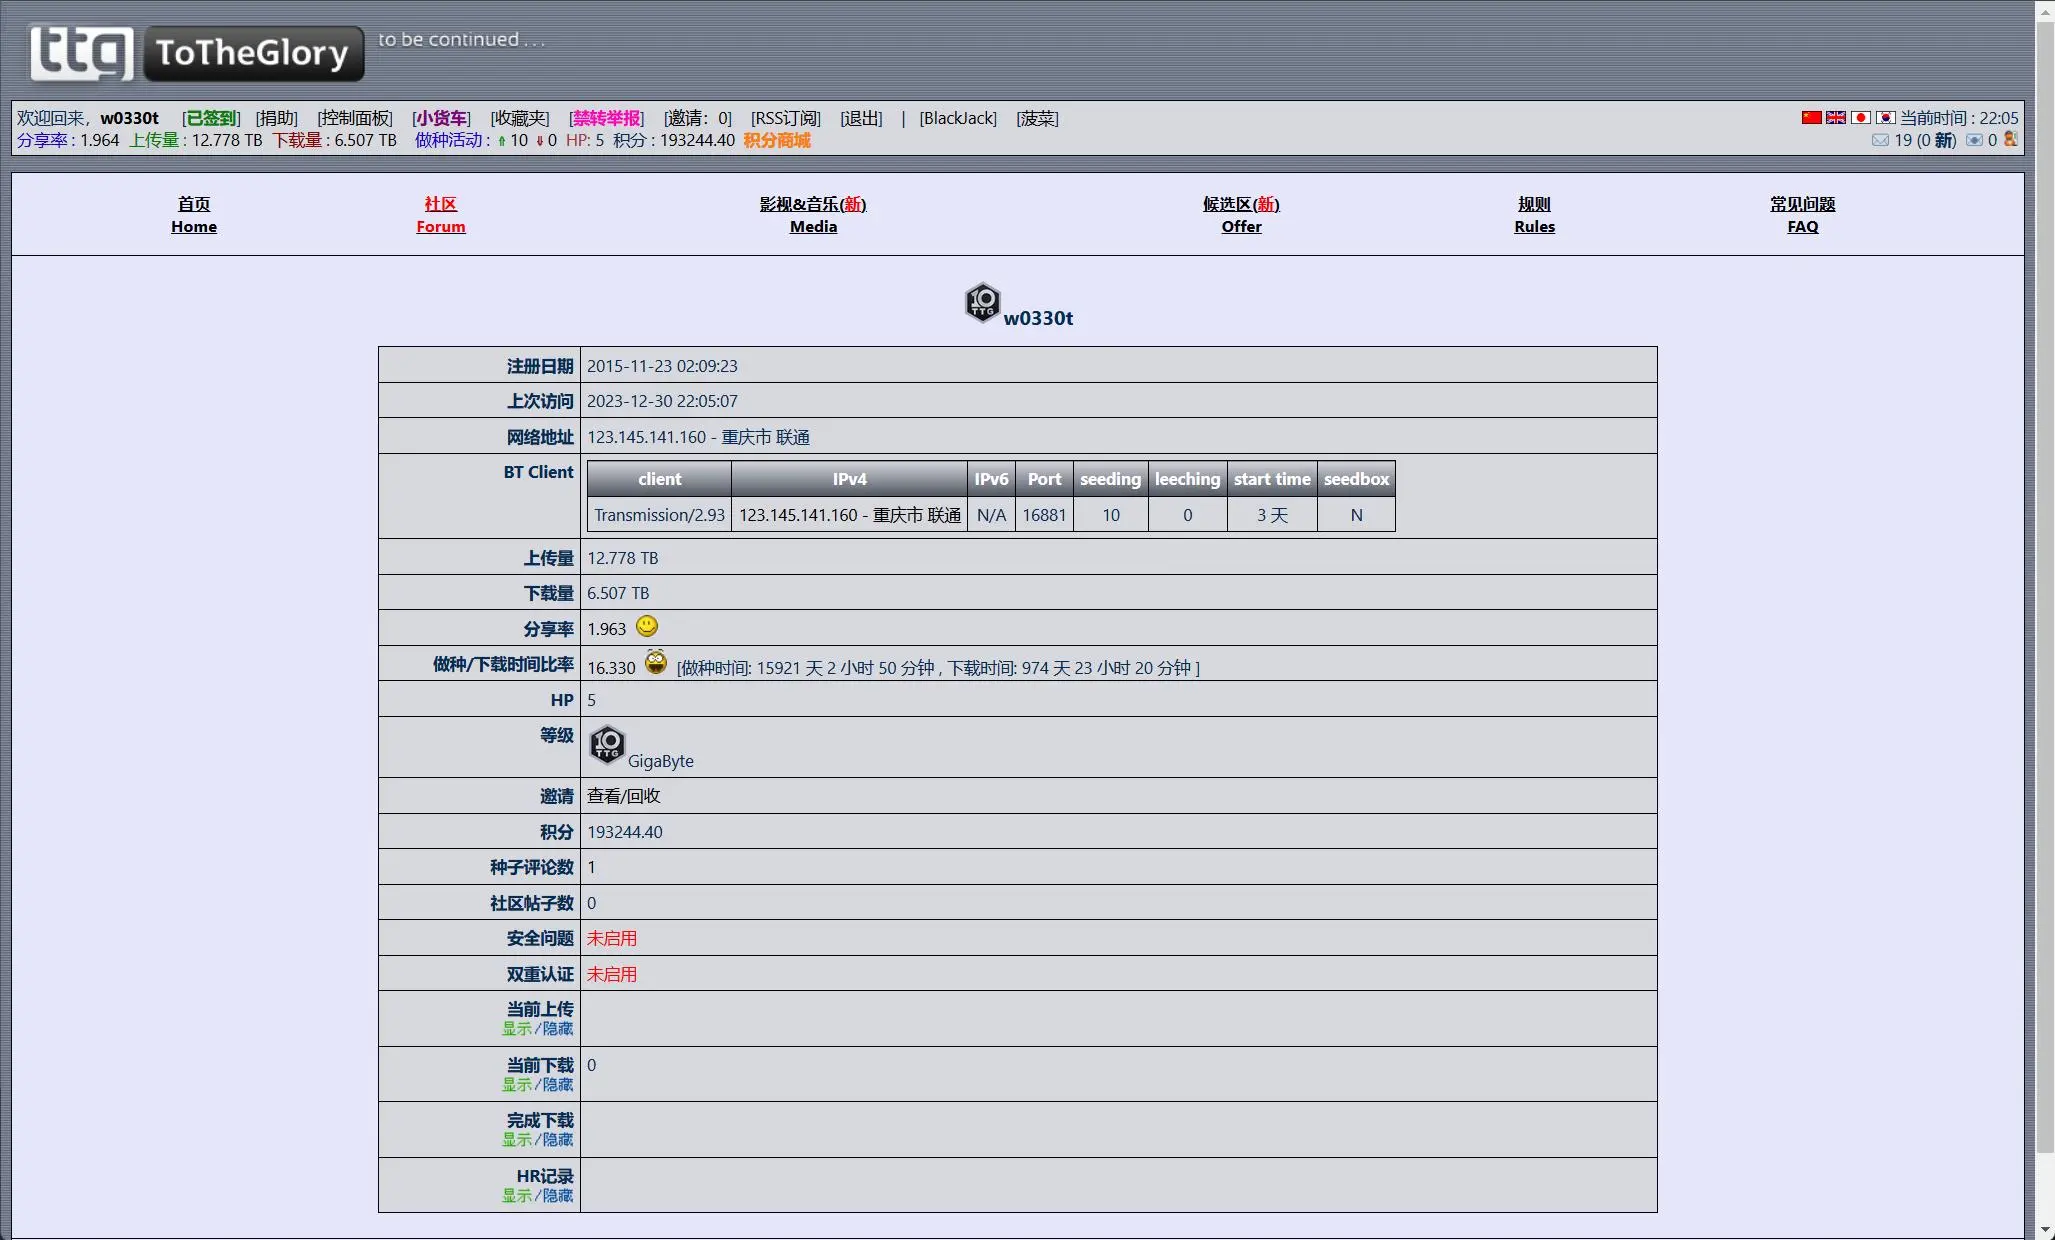 ttg ToTheGlory to be continued . . .
欢迎回来，w0330t [已签到] [捐助] [控制面板] [小货车] [收藏夹] [禁转举报] [邀请：0] [RSS订阅] [退出] | [BlackJack] [菠菜] 当前时间 : 22:05
分享率 : 1.964 上传量 : 12.778 TB 下载量 : 6.507 TB 做种活动 : 10 0 HP: 5 积分 : 193244.40 积分商城 19 (0 新) 0
首页 社区 影视&音乐(新) 候选区(新) 规则 常见问题
Home Forum Media Offer Rules FAQ
10 TTG w0330t
注册日期 2015-11-23 02:09:23
上次访问 2023-12-30 22:05:07
网络地址 123.145.141.160 - 重庆市 联通
BT Client client IPv4 IPv6 Port seeding leeching start time seedbox
Transmission/2.93 123.145.141.160 - 重庆市 联通 N/A 16881 10 0 3 天 N
上传量 12.778 TB
下载量 6.507 TB
分享率 1.963
做种/下载时间比率 16.330 [做种时间: 15921 天 2 小时 50 分钟 , 下载时间: 974 天 23 小时 20 分钟 ]
HP 5
等级 10 TTG GigaByte
邀请 查看/回收
积分 193244.40
种子评论数 1
社区帖子数 0
安全问题 未启用
双重认证 未启用
当前上传
显示/隐藏
当前下载 0
显示/隐藏
完成下载
显示/隐藏
HR记录
显示/隐藏